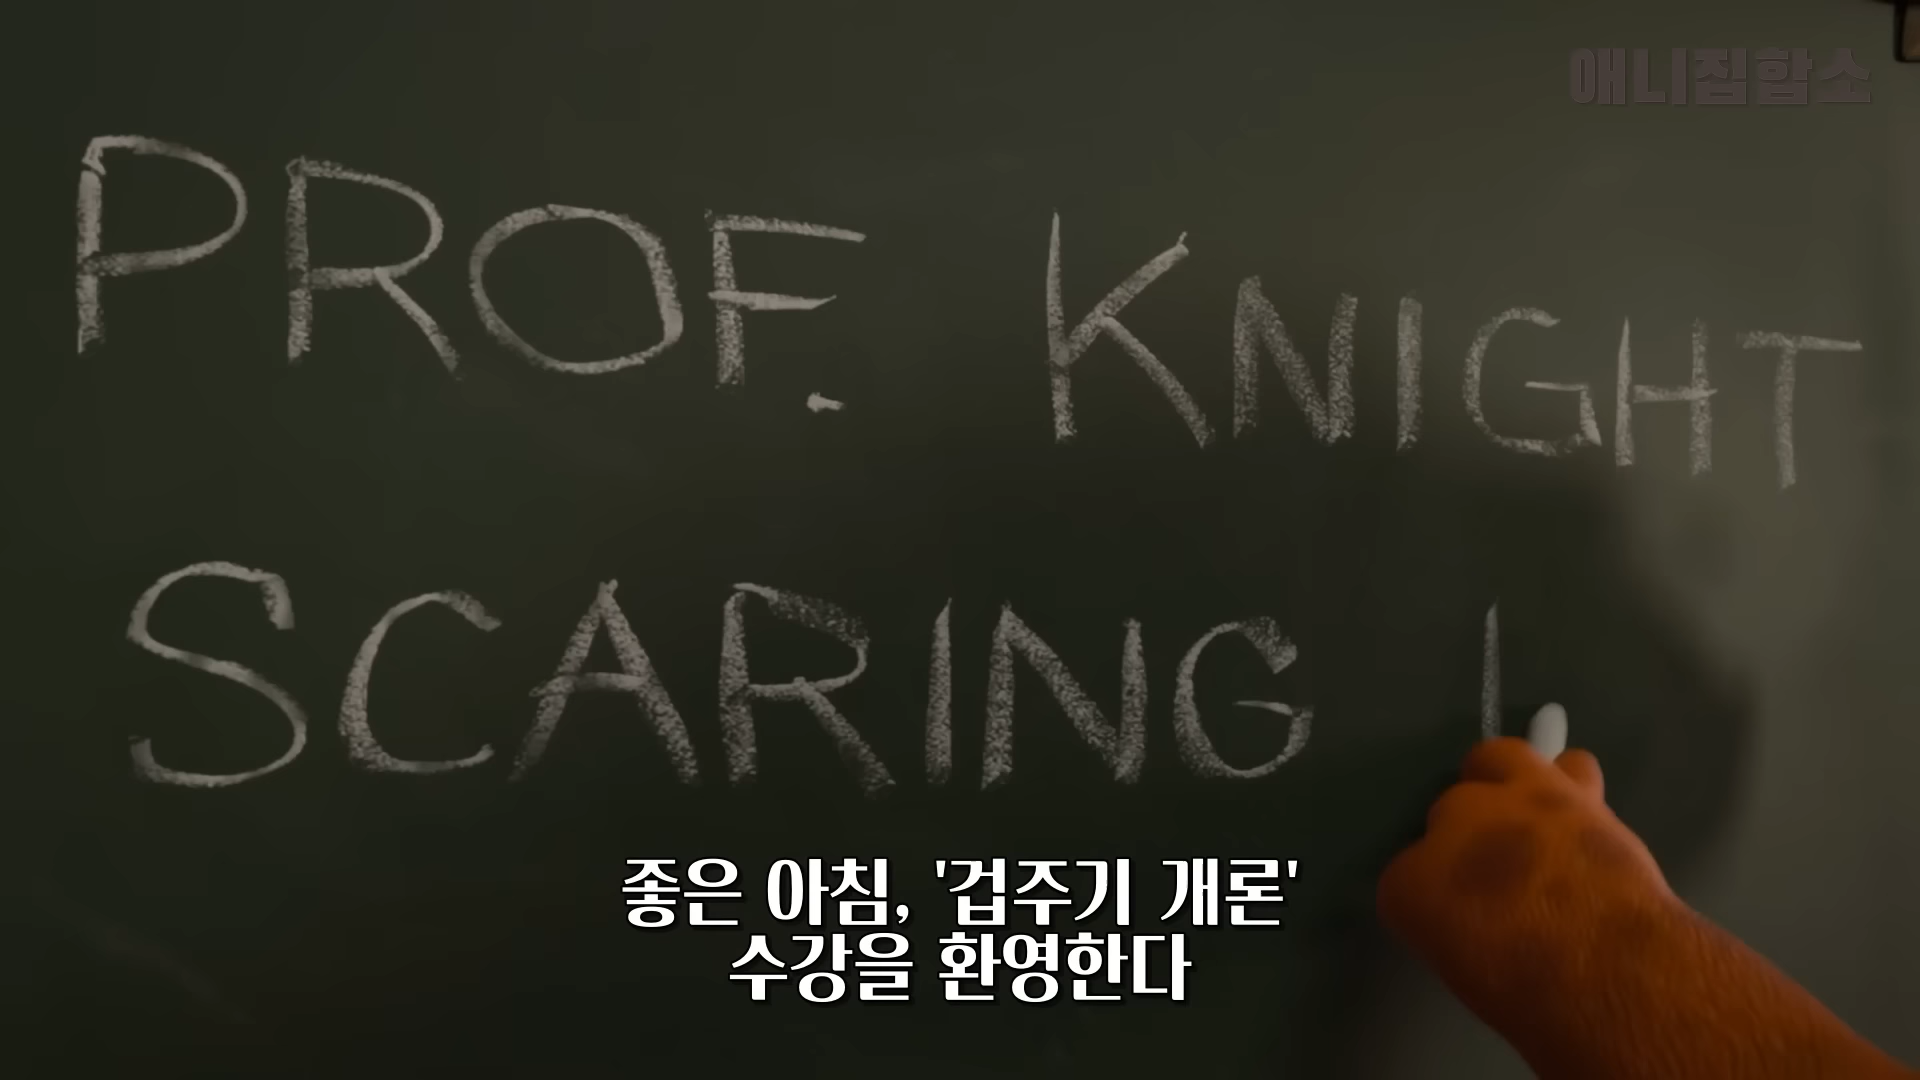 애니집합소
PROF. KNIGHT
SCARING I
좋은 아침, '겁주기 개론'
수강을 환영한다